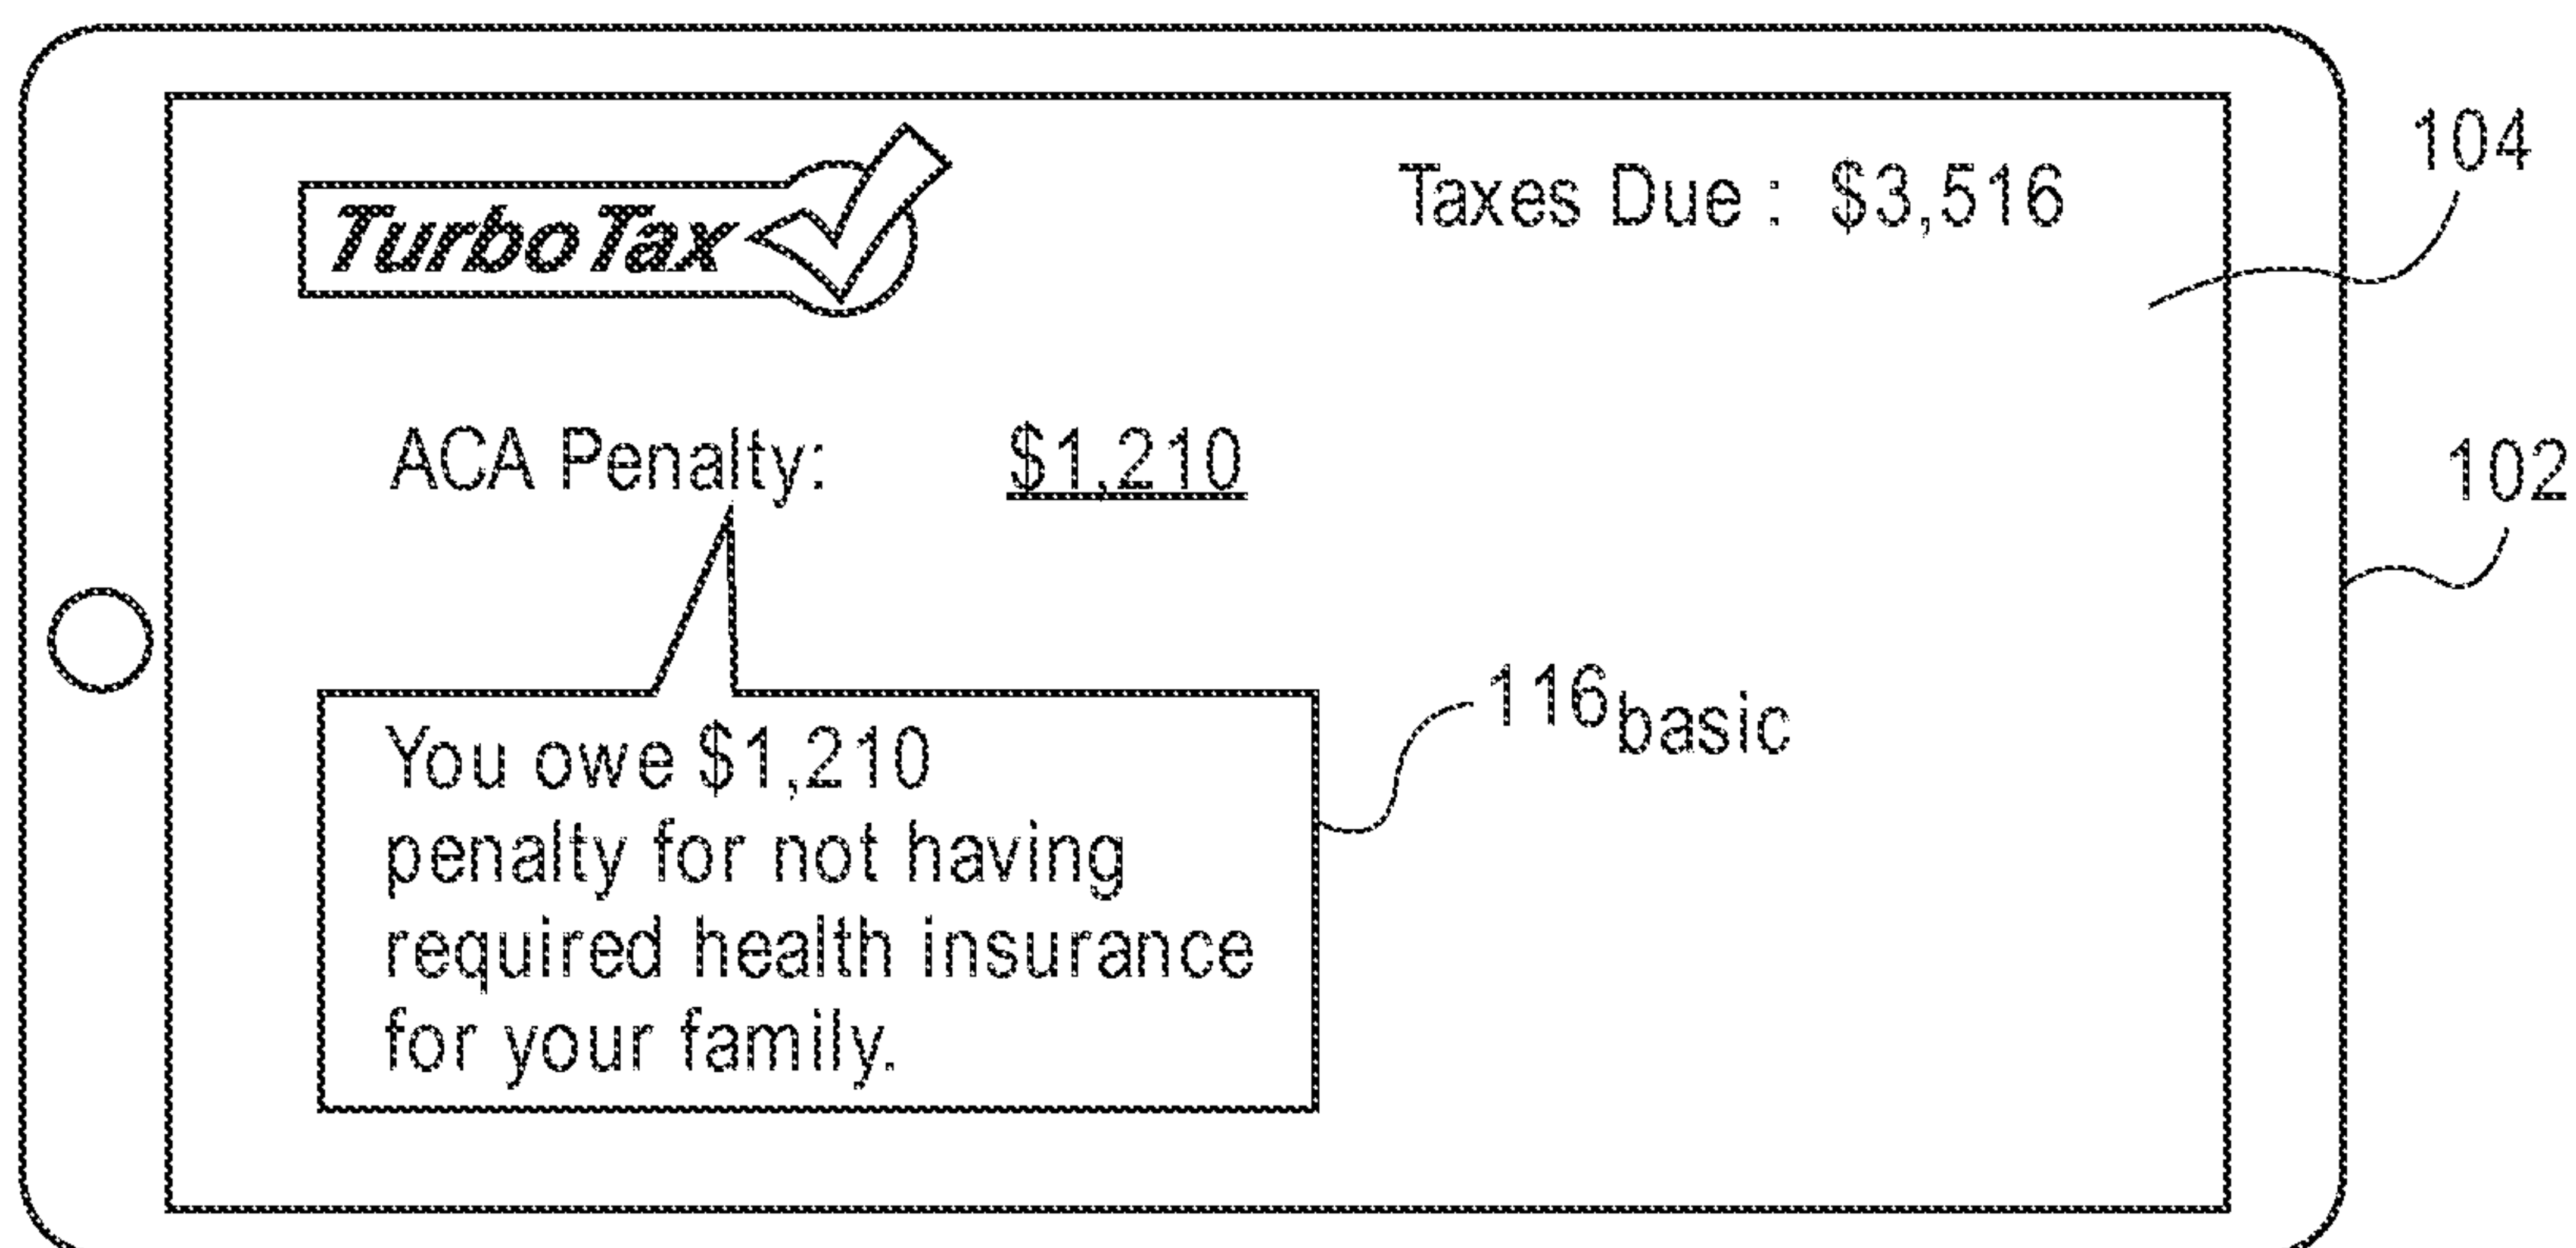 TurboTax
Taxes Due : $3,516
104
ACA Penalty: $1,210
102
116basic
You owe $1,210
penalty for not having
required health insurance
for your family.